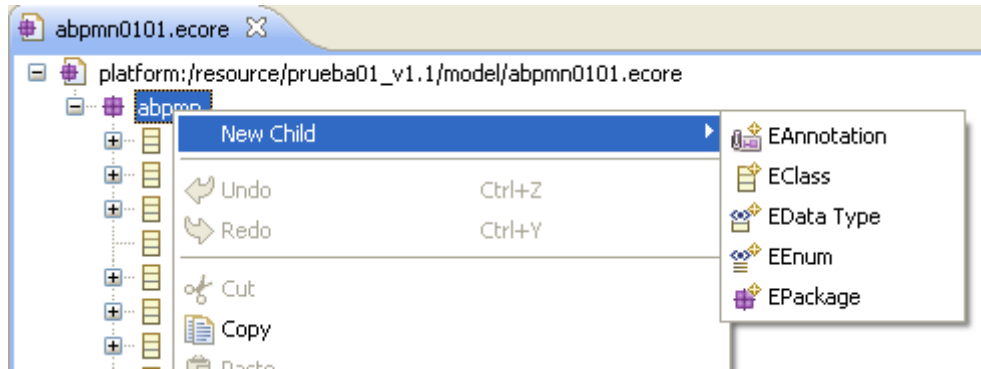 abpmn0101.ecore
platform:/resource/prueba01_v1.1/model/abpmn0101.ecore
abpmn
New Child
EAnnotation
EClass
Undo Ctrl+Z
EData Type
Redo Ctrl+Y
EEnum
Cut
EPackage
Copy
Paste